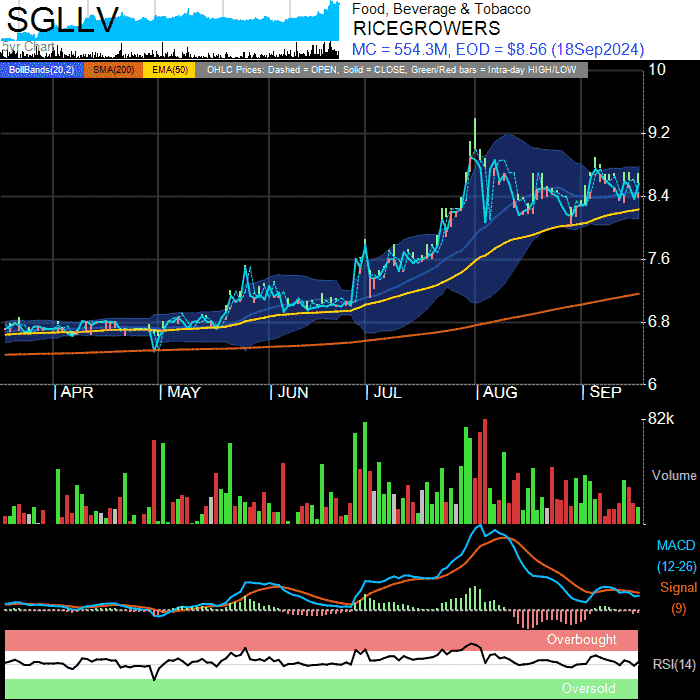 SGLLV
5yr Chart
Food, Beverage & Tobacco
RICEGROWERS
MC = 554.3M, EOD = $8.56 (18Sep2024)
BollBands(20,2) SMA(200) EMA(50) OHLC Prices: Dashed = OPEN, Solid = CLOSE, Green/Red bars = Intra-day HIGH/LOW
10
9.2
8.4
7.6
6.8
6
APR MAY JUN JUL AUG SEP
82k
Volume
MACD
(12-26)
Signal
(9)
Overbought
RSI(14)
Oversold